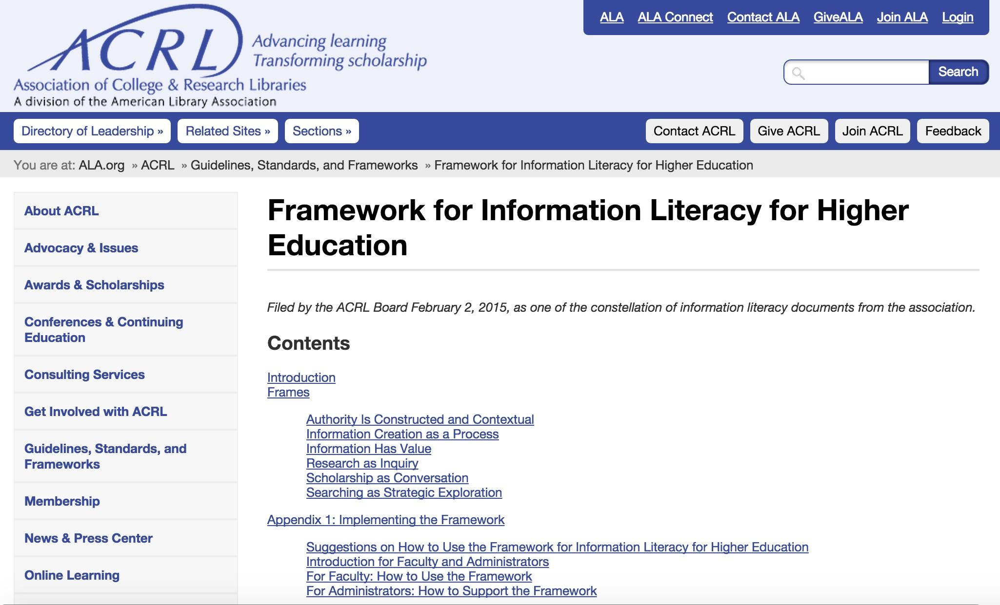 ACRL
Advancing learning
Transforming scholarship
Association of College & Research Libraries
A division of the American Library Association
ALA ALA Connect Contact ALA GiveALA Join ALA Login
Search
Directory of Leadership » Related Sites » Sections » Contact ACRL Give ACRL Join ACRL Feedback
You are at: ALA.org » ACRL » Guidelines, Standards, and Frameworks » Framework for Information Literacy for Higher Education
About ACRL
Advocacy & Issues
Awards & Scholarships
Conferences & Continuing
Education
Consulting Services
Get Involved with ACRL
Guidelines, Standards, and
Frameworks
Membership
News & Press Center
Online Learning
Framework for Information Literacy for Higher
Education
Filed by the ACRL Board February 2, 2015, as one of the constellation of information literacy documents from the association.
Contents
Introduction
Frames
Authority Is Constructed and Contextual
Information Creation as a Process
Information Has Value
Research as Inquiry
Scholarship as Conversation
Searching as Strategic Exploration
Appendix 1: Implementing the Framework
Suggestions on How to Use the Framework for Information Literacy for Higher Education
Introduction for Faculty and Administrators
For Faculty: How to Use the Framework
For Administrators: How to Support the Framework